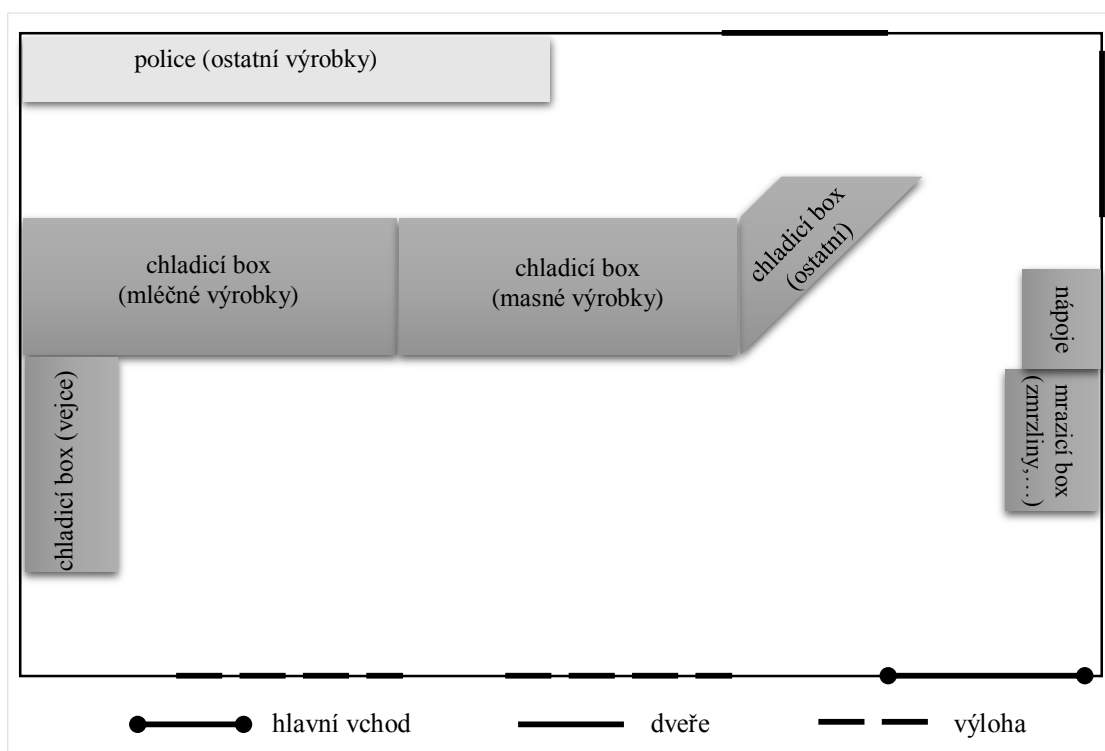 police (ostatní výrobky)
chladicí box
(mléčné výrobky)
chladicí box
(masné výrobky)
chladicí box
(ostatní)
nápoje
mrazicí box
(zmrzliny,…)
chladicí box (vejce)
hlavní vchod
dveře
výloha